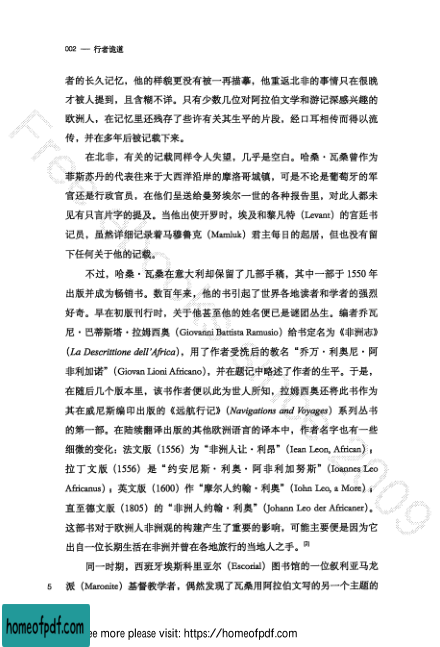 002 — 行者诡道
者的长久记忆，他的样貌更没有被一再描摹，他重返北非的事情只在很晚
才被人提到，且含糊不详。只有少数几位对阿拉伯文学和游记深感兴趣的
欧洲人，在记忆里还残存了些许有关其生平的片段，经口耳相传而得以流
传，并在多年后被记载下来。
在北非，有关的记载同样令人失望，几乎是空白。哈桑·瓦桑曾作为
菲斯苏丹的代表往来于大西洋沿岸的摩洛哥城镇，可是不论是葡萄牙的军
官还是行政官员，在他们呈送给曼努埃尔一世的各种报告里，对此人都未
见有只言片字的提及。当他出使开罗时，埃及和黎凡特（Levant）的宫廷书
记员，虽然详细记录着马穆鲁克（Mamluk）君主每日的起居，但也没有留
下任何关于他的记载。
不过，哈桑·瓦桑在意大利却保留了几部手稿，其中一部于 1550 年
出版并成为畅销书。数百年来，他的书引起了世界各地读者和学者的强烈
好奇。早在初版刊行时，关于他甚至他的姓名便已是谜团丛生。编者乔瓦
尼·巴蒂斯塔·拉姆西奥（Giovanni Battista Ramusio）给书定名为《非洲志》
（La Descrittione dell’Africa），用了作者受洗后的教名“乔万·利奥尼·阿
非利加诺”（Giovan Lioni Africano），并在题记中略述了作者的生平。于是，
在随后几个版本里，该书作者便以此为世人所知，拉姆西奥还将此书作为
其在威尼斯编印出版的《远航行记》（Navigations and Voyages）系列丛书
的第一部。在陆续翻译出版的其他欧洲语言的译本中，作者名字也有一些
细微的变化：法文版（1556）为“非洲人让·利昂”（Iean Leon, African）；
拉丁文版（1556）是“约安尼斯·利奥·阿非利加努斯”（Ioannes Leo
Africanus）；英文版（1600）作“摩尔人约翰·利奥”（Iohn Leo, a More），
直至德文版（1805）的“非洲人约翰·利奥”（Johann Leo der Africaner）。
这部书对于欧洲人非洲观的构建产生了重要的影响，可能主要便是因为它
出自一位长期生活在非洲并曾在各地旅行的当地人之手。[2]
同一时期，西班牙埃斯科里亚尔（Escorial）图书馆的一位叙利亚马龙
5 派（Maronite）基督教学者，偶然发现了瓦桑用阿拉伯文写的另一个主题的
homeofpdf.com
ee more please visit: https://homeofpdf.com